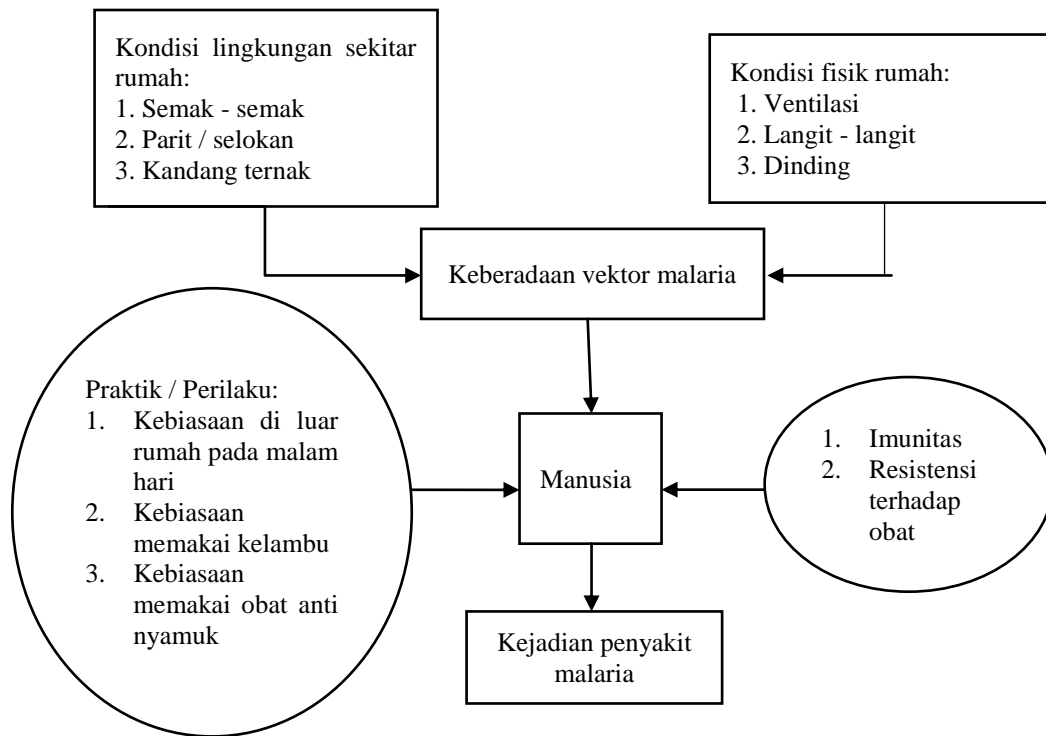 Kondisi lingkungan sekitar
rumah:
1. Semak - semak
2. Parit / selokan
3. Kandang ternak
Kondisi fisik rumah:
1. Ventilasi
2. Langit - langit
3. Dinding
Keberadaan vektor malaria
Praktik / Perilaku:
1. Kebiasaan di luar
rumah pada malam
hari
2. Kebiasaan
memakai kelambu
3. Kebiasaan
memakai obat anti
nyamuk
Manusia
1. Imunitas
2. Resistensi
terhadap
obat
Kejadian penyakit
malaria